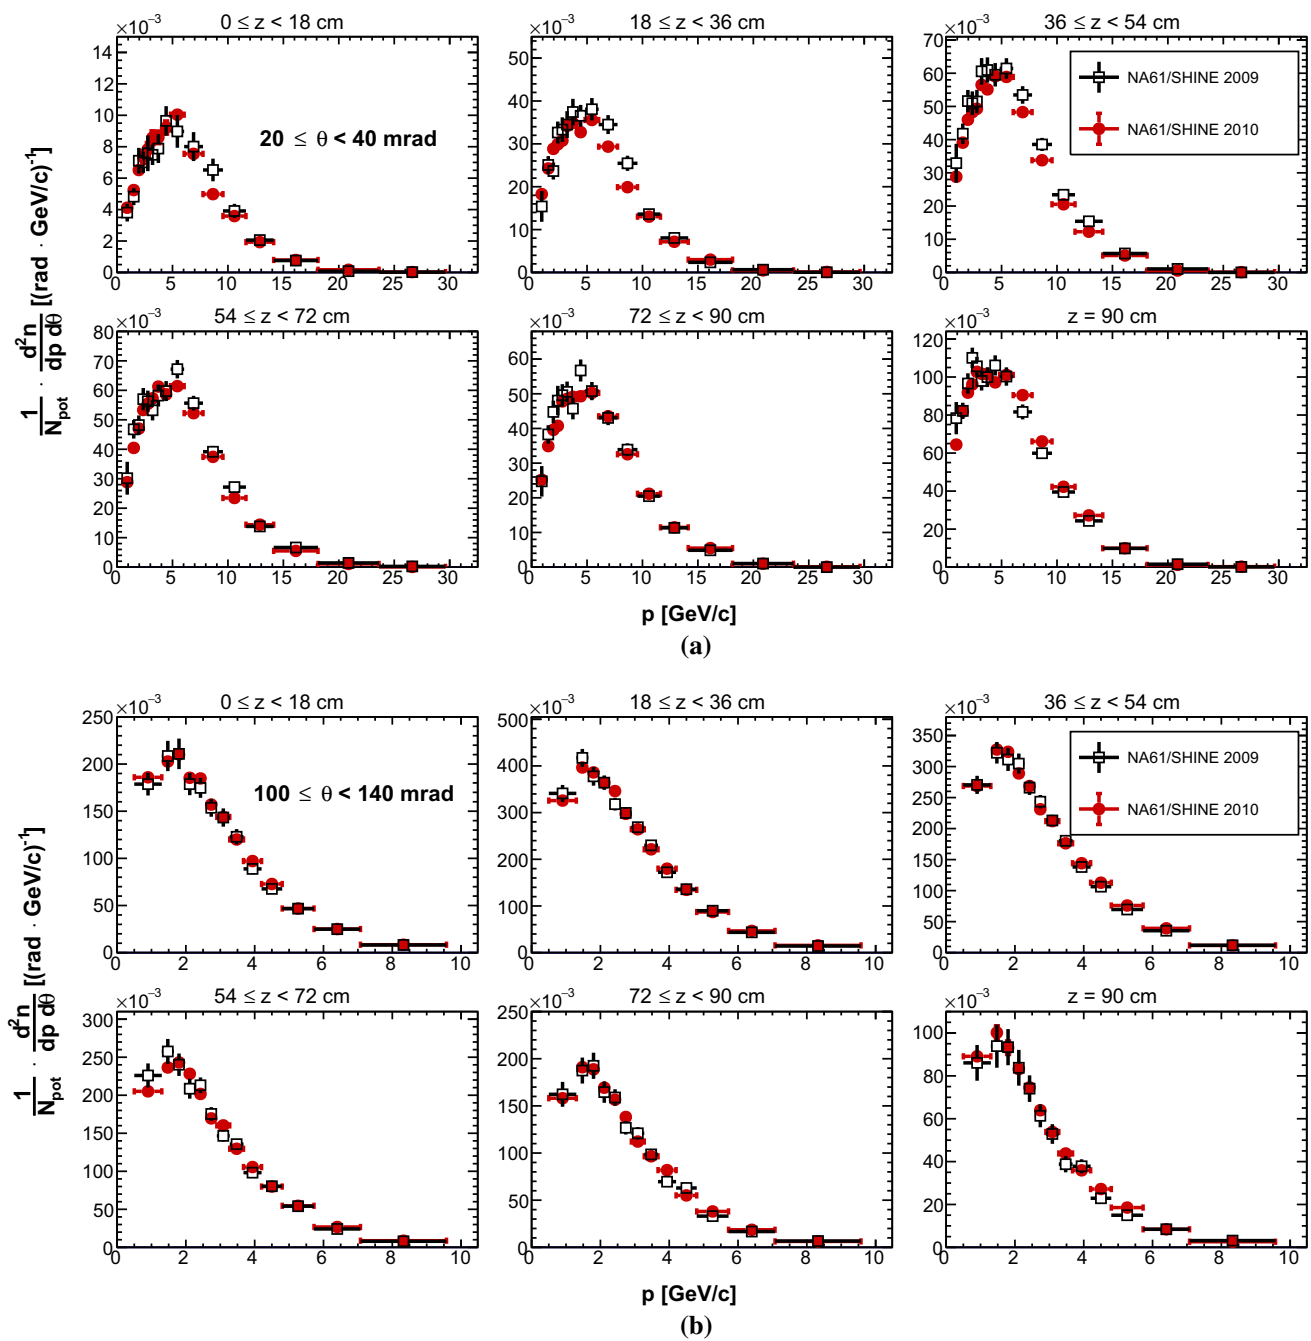 ×10⁻³ 0 ≤ z < 18 cm ×10⁻³ 18 ≤ z < 36 cm ×10⁻³ 36 ≤ z < 54 cm
14 12 10 8 6 4 2 0
20 ≤ θ < 40 mrad
0 5 10 15 20 25 30
50 40 30 20 10 0
0 5 10 15 20 25 30
70 60 50 40 30 20 10 0
NA61/SHINE 2009
NA61/SHINE 2010
0 5 10 15 20 25 30
×10⁻³ 54 ≤ z < 72 cm ×10⁻³ 72 ≤ z < 90 cm ×10⁻³ z = 90 cm
80 70 60 50 40 30 20 10 0
0 5 10 15 20 25 30
60 50 40 30 20 10 0
0 5 10 15 20 25 30
120 100 80 60 40 20 0
0 5 10 15 20 25 30
1/N_pot · d²n/dp dθ [(rad · GeV/c)⁻¹]
p [GeV/c]
(a)
×10⁻³ 0 ≤ z < 18 cm ×10⁻³ 18 ≤ z < 36 cm ×10⁻³ 36 ≤ z < 54 cm
250 200 150 100 50 0
100 ≤ θ < 140 mrad
0 2 4 6 8 10
500 400 300 200 100 0
0 2 4 6 8 10
350 300 250 200 150 100 50 0
NA61/SHINE 2009
NA61/SHINE 2010
0 2 4 6 8 10
×10⁻³ 54 ≤ z < 72 cm ×10⁻³ 72 ≤ z < 90 cm ×10⁻³ z = 90 cm
300 250 200 150 100 50 0
0 2 4 6 8 10
200 150 100 50 0
0 2 4 6 8 10
100 80 60 40 20 0
0 2 4 6 8 10
1/N_pot · d²n/dp dθ [(rad · GeV/c)⁻¹]
p [GeV/c]
(b)